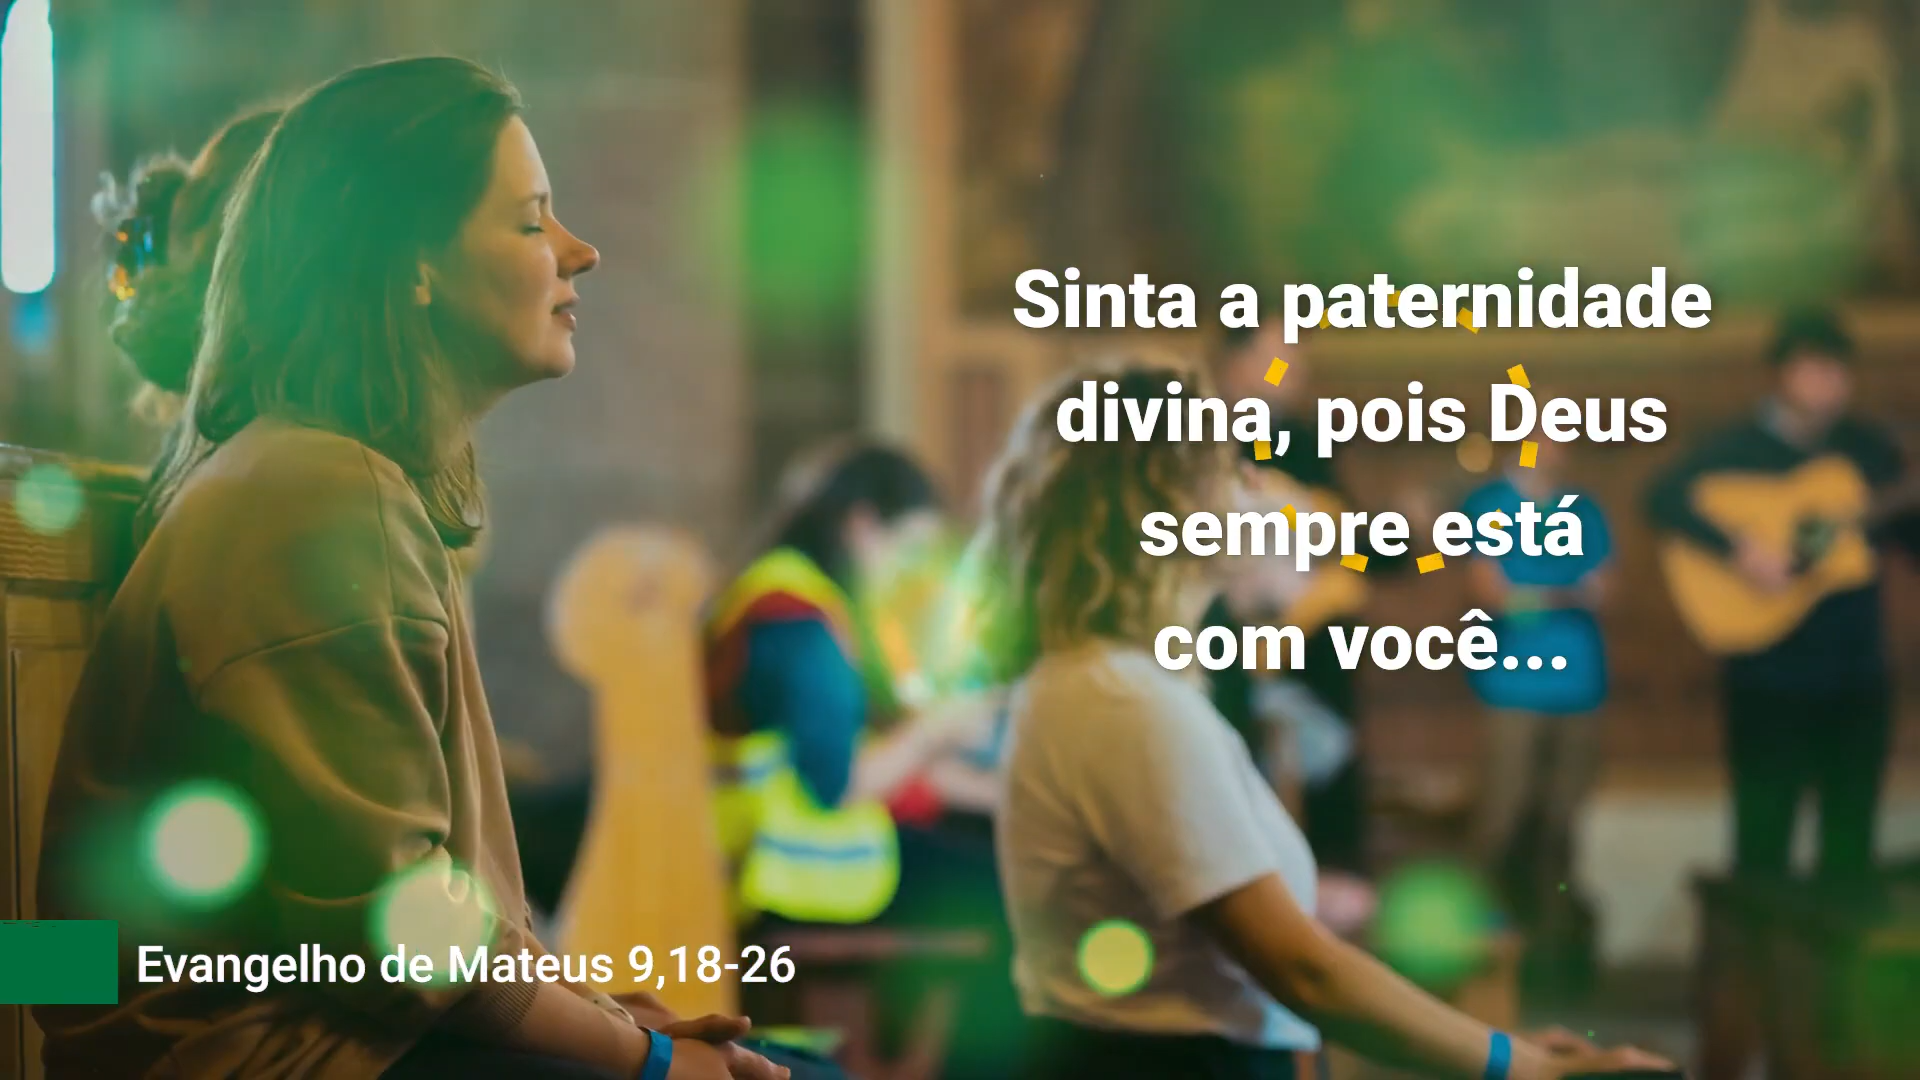 Sinta a paternidade
divina, pois Deus
sempre está
com você...
Evangelho de Mateus 9,18-26